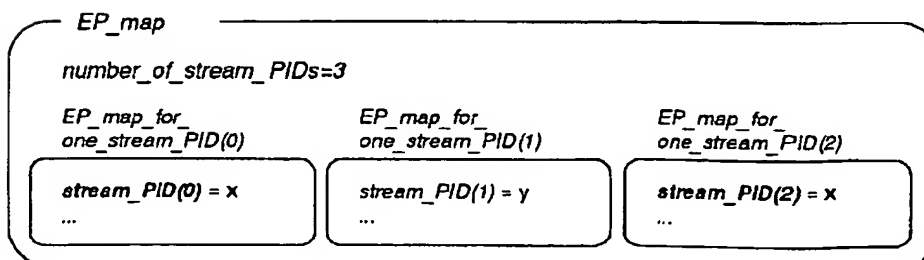 EP_map
number_of_stream_PIDs=3
EP_map_for_
one_stream_PID(0)
stream_PID(0) = x
...
EP_map_for_
one_stream_PID(1)
stream_PID(1) = y
...
EP_map_for_
one_stream_PID(2)
stream_PID(2) = x
...